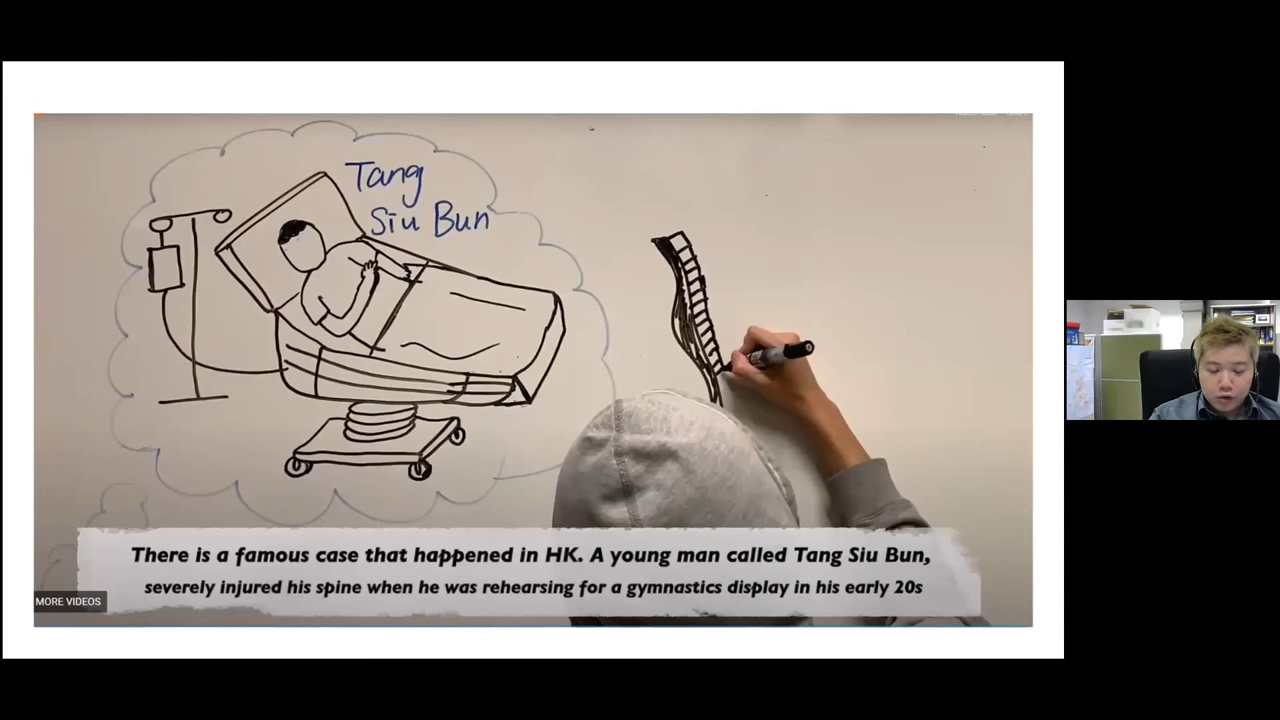 Tang
Siu Bun
There is a famous case that happened in HK. A young man called Tang Siu Bun,
severely injured his spine when he was rehearsing for a gymnastics display in his early 20s
MORE VIDEOS